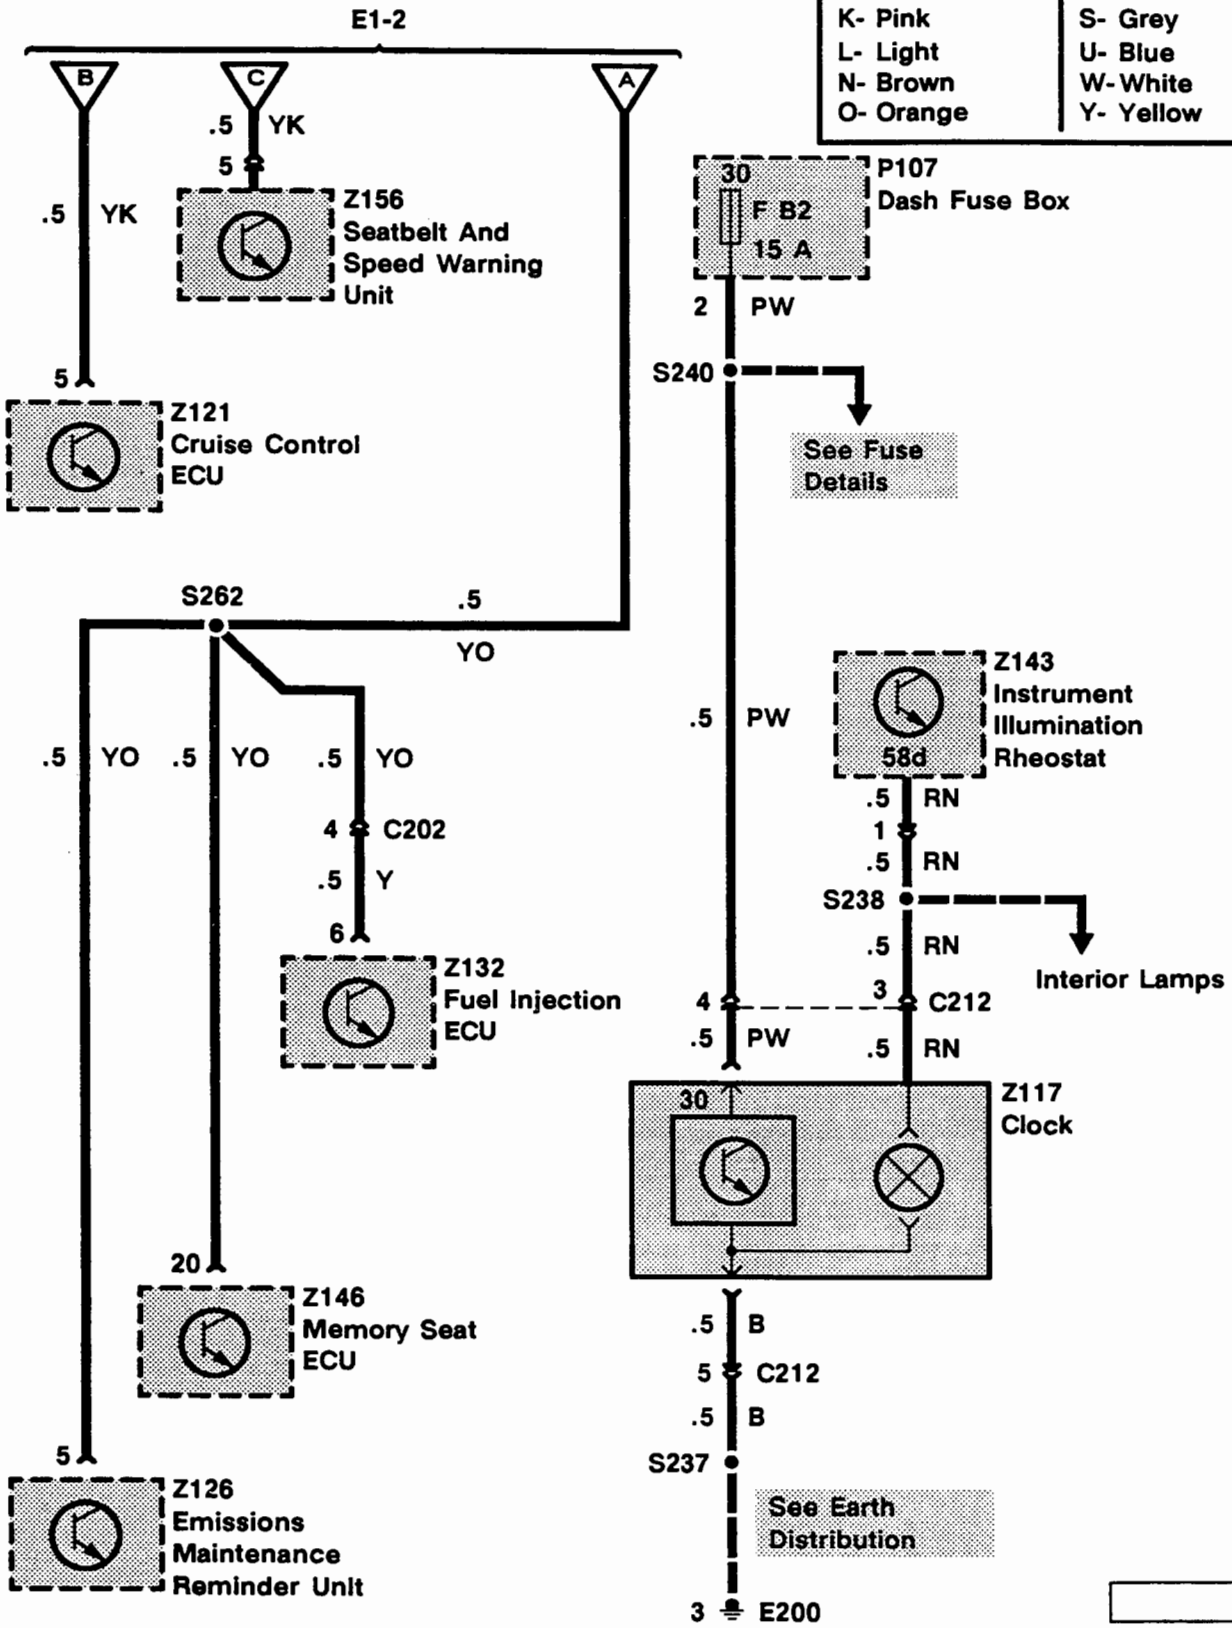 E1-2
K- Pink
L- Light
N- Brown
O- Orange
S- Grey
U- Blue
W- White
Y- Yellow
B
C
A
.5 YK
5
.5 YK
Z156
Seatbelt And
Speed Warning
Unit
5
Z121
Cruise Control
ECU
30
F B2
15 A
P107
Dash Fuse Box
2 PW
S240
See Fuse
Details
S262
.5
YO
.5 YO
.5 YO
.5 YO
4 C202
.5 Y
6
Z132
Fuel Injection
ECU
20
Z146
Memory Seat
ECU
5
Z126
Emissions
Maintenance
Reminder Unit
.5 PW
58d
Z143
Instrument
Illumination
Rheostat
.5 RN
1
.5 RN
S238
Interior Lamps
.5 RN
4
3 C212
.5 PW
.5 RN
30
Z117
Clock
.5 B
5 C212
.5 B
S237
See Earth
Distribution
3 E200